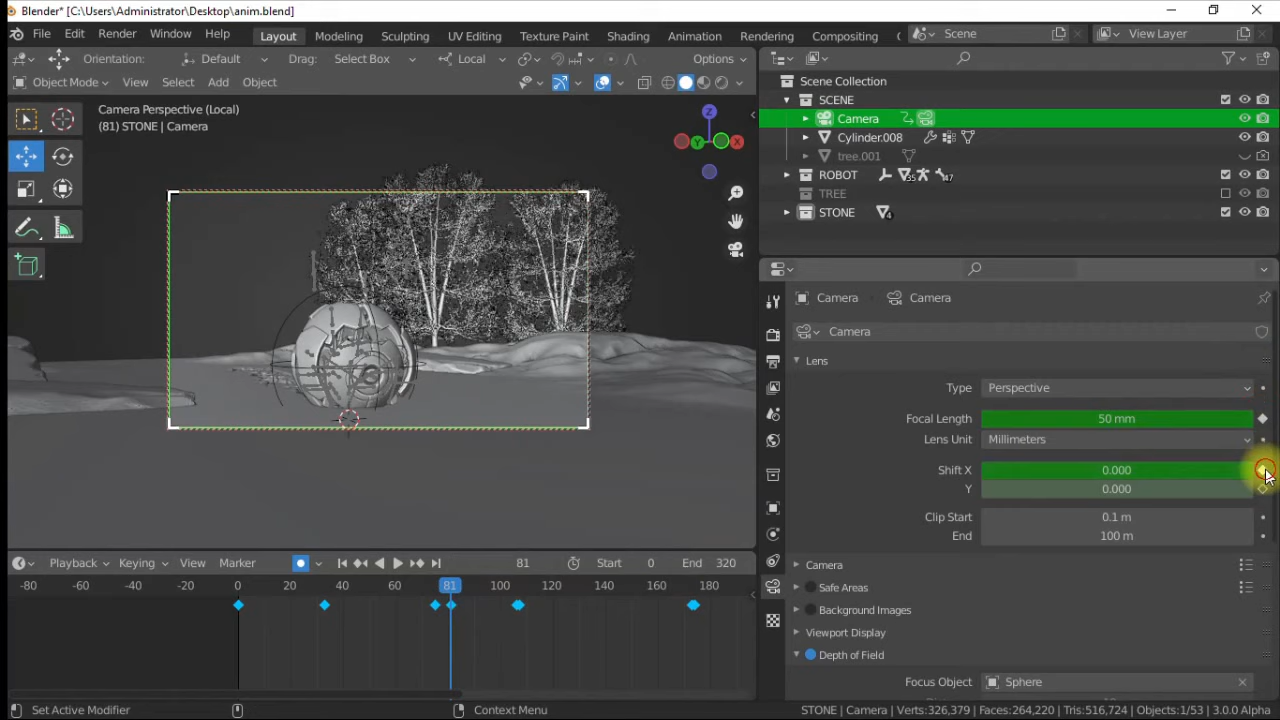 Blender* [C:\Users\Administrator\Desktop\anim.blend]
File Edit Render Window Help Layout Modeling Sculpting UV Editing Texture Paint Shading Animation Rendering Compositing Scene View Layer
Orientation: Default Drag: Select Box Local Options
Object Mode View Select Add Object
Camera Perspective (Local)
(81) STONE | Camera
Z
Y X
Scene Collection
SCENE
Camera
Cylinder.008
tree.001
ROBOT 35 47
TREE
STONE 4
Camera Camera
Camera
Lens
Type Perspective
Focal Length 50 mm
Lens Unit Millimeters
Shift X 0.000
Y 0.000
Clip Start 0.1 m
End 100 m
Camera
Safe Areas
Background Images
Viewport Display
Depth of Field
Focus Object Sphere
Playback Keying View Marker 81 Start 0 End 320
-80 -60 -40 -20 0 20 40 60 81 100 120 140 160 180
Set Active Modifier Context Menu STONE | Camera | Verts:326,379 | Faces:264,220 | Tris:516,724 | Objects:1/53 | 3.0.0 Alpha